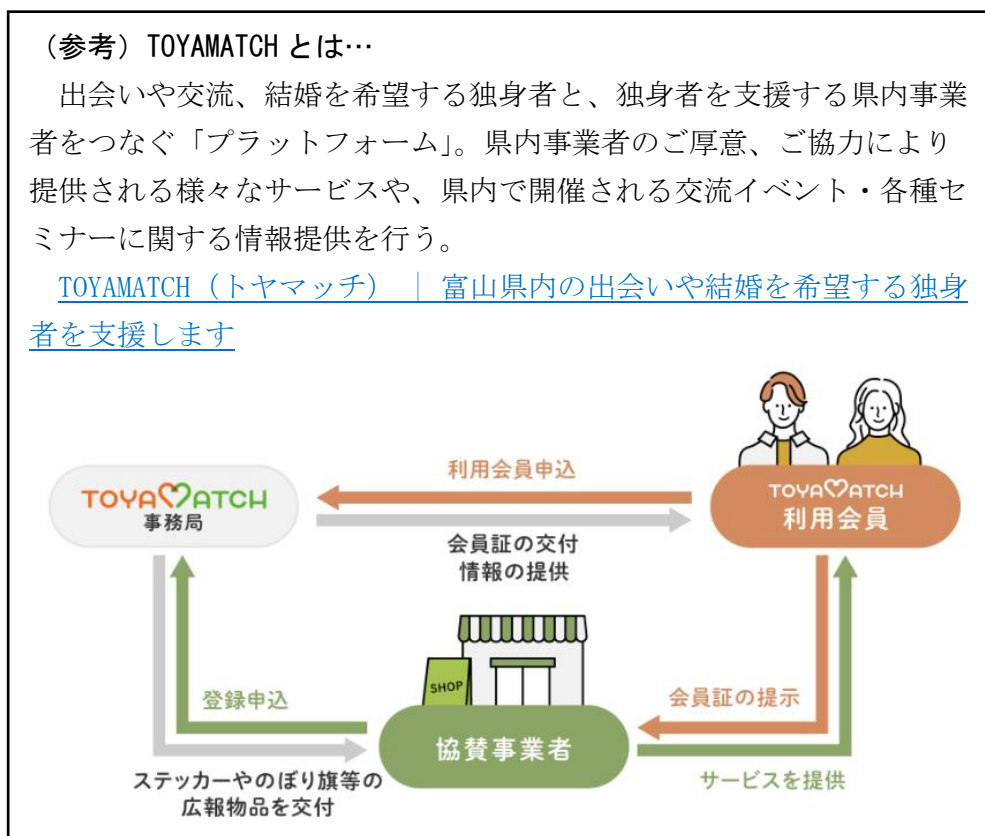 （参考）TOYAMATCH とは…
出会いや交流、結婚を希望する独身者と、独身者を支援する県内事業
者をつなぐ「プラットフォーム」。県内事業者のご厚意、ご協力により
提供される様々なサービスや、県内で開催される交流イベント・各種セ
ミナーに関する情報提供を行う。
TOYAMATCH（トヤマッチ） | 富山県内の出会いや結婚を希望する独身
者を支援します
利用会員申込
TOYAMATCH
事務局
TOYAMATCH
利用会員
会員証の交付
情報の提供
SHOP
登録申込
会員証の提示
協賛事業者
ステッカーやのぼり旗等の
広報物品を交付
サービスを提供